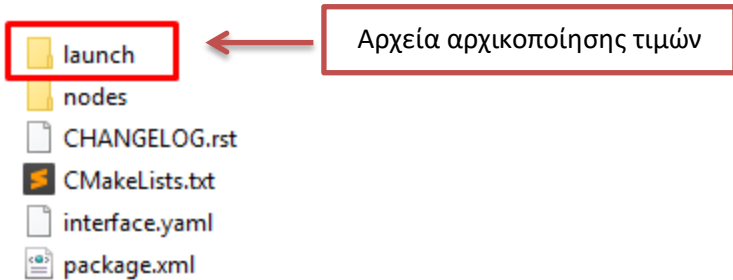 launch
Αρχεία αρχικοποίησης τιμών
nodes
CHANGELOG.rst
CMakeLists.txt
interface.yaml
package.xml